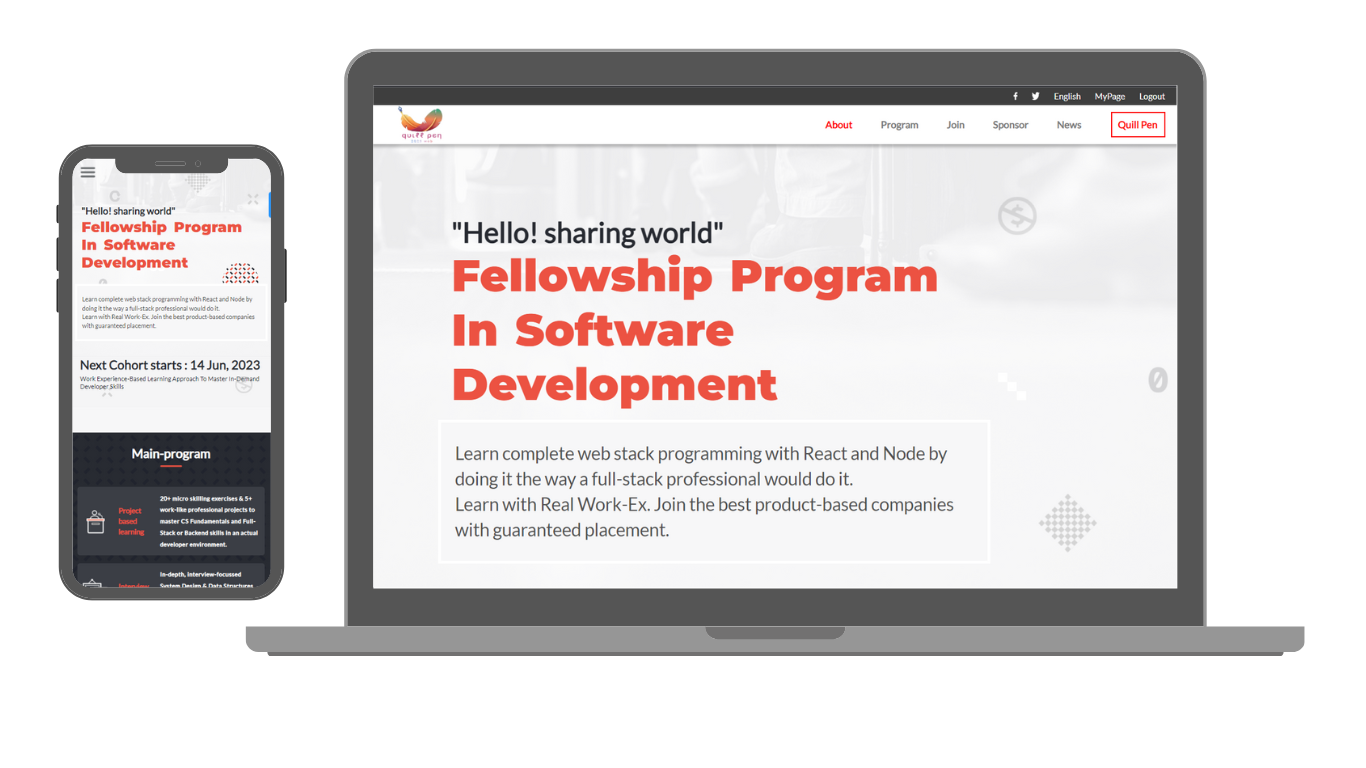 "Hello! sharing world"
Fellowship Program
In Software
Development
Learn complete web stack programming with React and Node by
doing it the way a full-stack professional would do it.
Learn with Real Work-Ex. Join the best product-based companies
with guaranteed placement.
Next Cohort starts : 14 Jun, 2023
Work Experience-Based Learning Approach To Master In-Demand
Developer Skills
Main-program
Project
based
learning
20+ micro skilling exercises & 5+
work-like professional projects to
master CS Fundamentals and Full-
Stack or Backend skills in an actual
developer environment.
Interview
In-depth, interview-focussed
System Design & Data Structures
English MyPage Logout
quill pen
About Program Join Sponsor News Quill Pen
"Hello! sharing world"
Fellowship Program
In Software
Development
Learn complete web stack programming with React and Node by
doing it the way a full-stack professional would do it.
Learn with Real Work-Ex. Join the best product-based companies
with guaranteed placement.